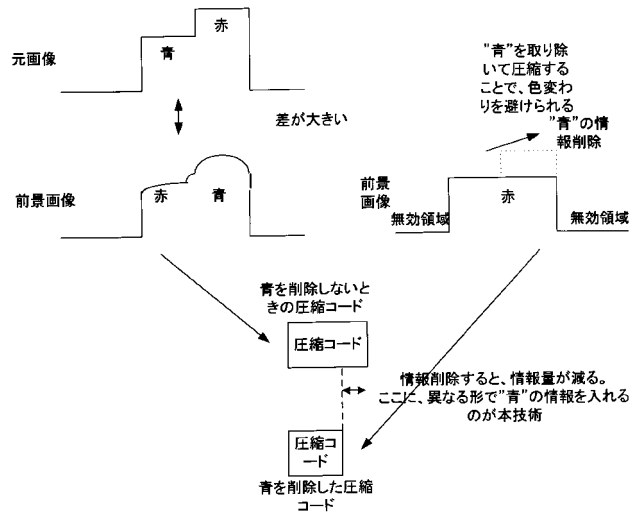 赤
青
元画像
差が大きい
"青"を取り除
いて圧縮する
ことで、色変わ
りを避けられる
"青"の情
報削除
前景画像
赤
青
前景
画像
赤
無効領域
無効領域
青を削除しないと
きの圧縮コード
圧縮コード
情報削除すると、情報量が減る。
ここに、異なる形で"青"の情報を入れる
のが本技術
圧縮コ
ード
青を削除した圧縮
コード